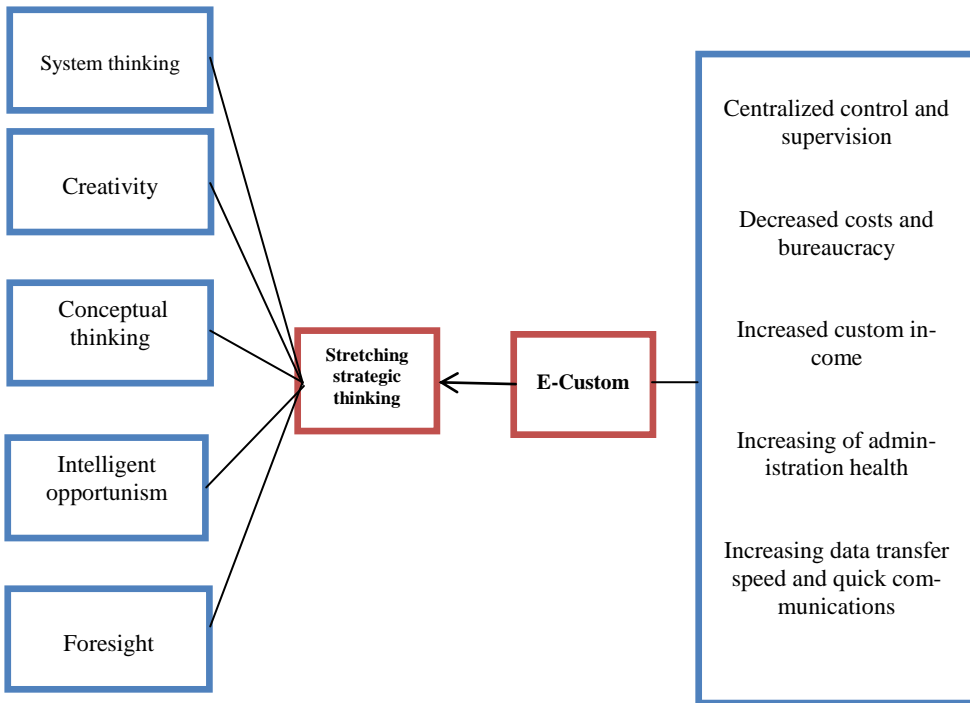 System thinking
Creativity
Conceptual
thinking
Intelligent
opportunism
Foresight
Stretching
strategic
thinking
E-Custom
Centralized control and
supervision
Decreased costs and
bureaucracy
Increased custom in-
come
Increasing of admin-
istration health
Increasing data transfer
speed and quick com-
munications